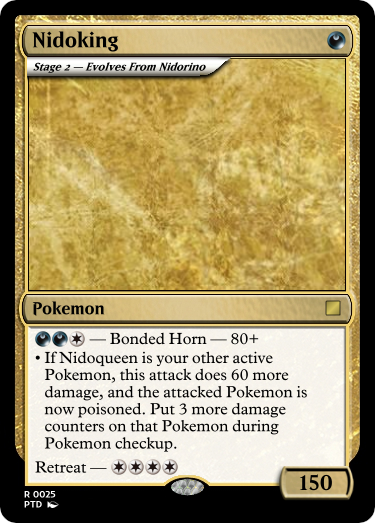 Nidoking
Stage 2 — Evolves From Nidorino
Pokemon
— Bonded Horn — 80+
• If Nidoqueen is your other active
Pokemon, this attack does 60 more
damage, and the attacked Pokemon is
now poisoned. Put 3 more damage
counters on that Pokemon during
Pokemon checkup.
Retreat —
150
R 0025
PTD